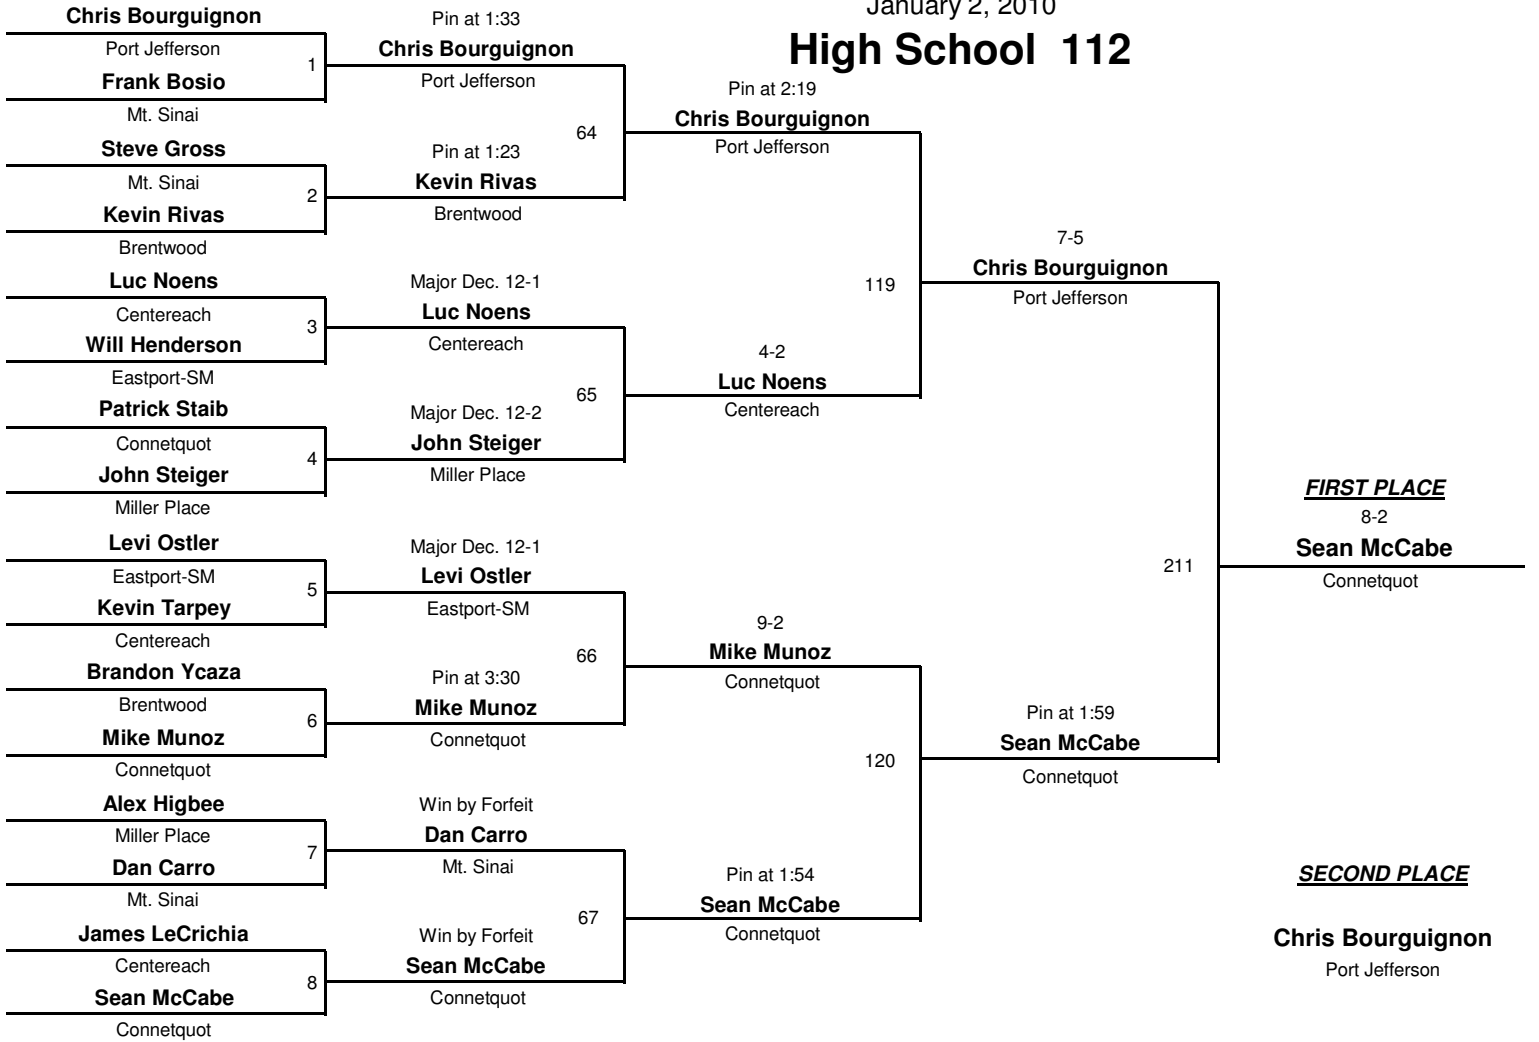 January 2, 2010
High School 112
Chris Bourguignon
Port Jefferson
1
Frank Bosio
Mt. Sinai
Steve Gross
Mt. Sinai
2
Kevin Rivas
Brentwood
Luc Noens
Centereach
3
Will Henderson
Eastport-SM
Patrick Staib
Connetquot
4
John Steiger
Miller Place
Levi Ostler
Eastport-SM
5
Kevin Tarpey
Centereach
Brandon Ycaza
Brentwood
6
Mike Munoz
Connetquot
Alex Higbee
Miller Place
7
Dan Carro
Mt. Sinai
James LeCrichia
Centereach
8
Sean McCabe
Connetquot
Pin at 1:33
Chris Bourguignon
Port Jefferson
64
Pin at 1:23
Kevin Rivas
Brentwood
Major Dec. 12-1
Luc Noens
Centereach
65
Major Dec. 12-2
John Steiger
Miller Place
Major Dec. 12-1
Levi Ostler
Eastport-SM
66
Pin at 3:30
Mike Munoz
Connetquot
Win by Forfeit
Dan Carro
Mt. Sinai
67
Win by Forfeit
Sean McCabe
Connetquot
Pin at 2:19
Chris Bourguignon
Port Jefferson
119
4-2
Luc Noens
Centereach
9-2
Mike Munoz
Connetquot
120
Pin at 1:54
Sean McCabe
Connetquot
7-5
Chris Bourguignon
Port Jefferson
211
Pin at 1:59
Sean McCabe
Connetquot
FIRST PLACE
8-2
Sean McCabe
Connetquot
SECOND PLACE
Chris Bourguignon
Port Jefferson